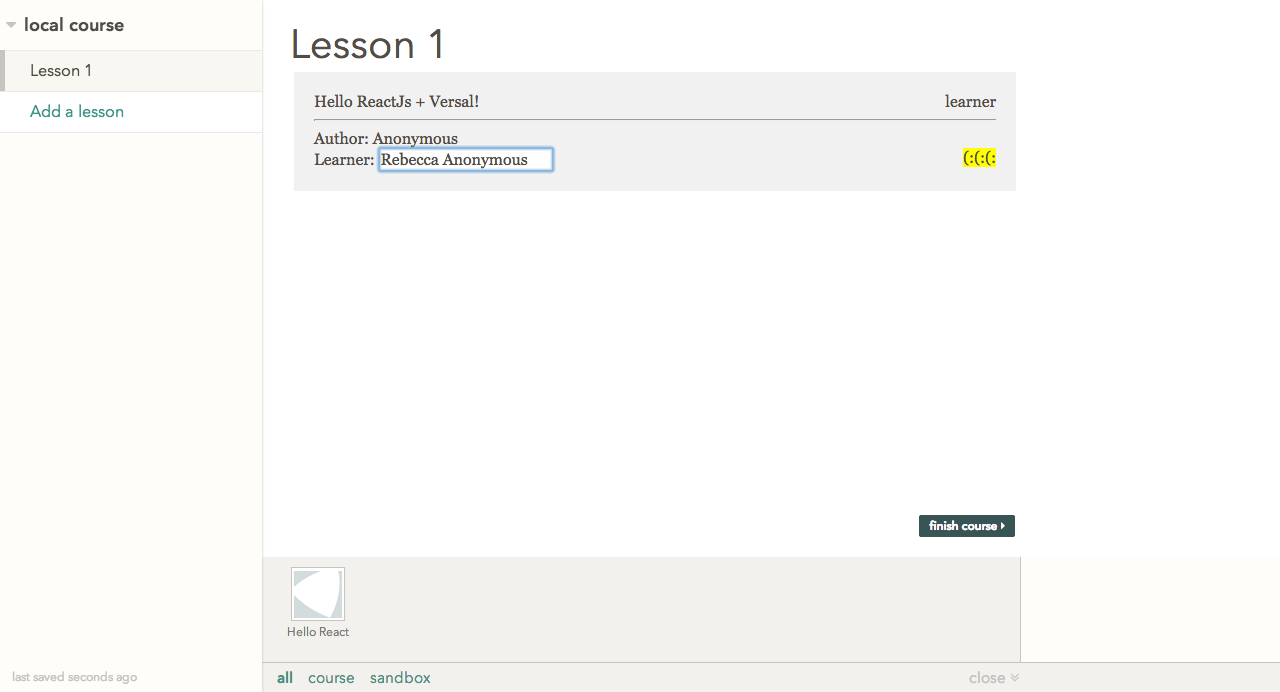 local course
Lesson 1
Add a lesson
last saved seconds ago
Lesson 1
Hello ReactJs + Versal! learner
Author: Anonymous
Learner: Rebecca Anonymous (:(:(:
finish course
Hello React
all course sandbox close